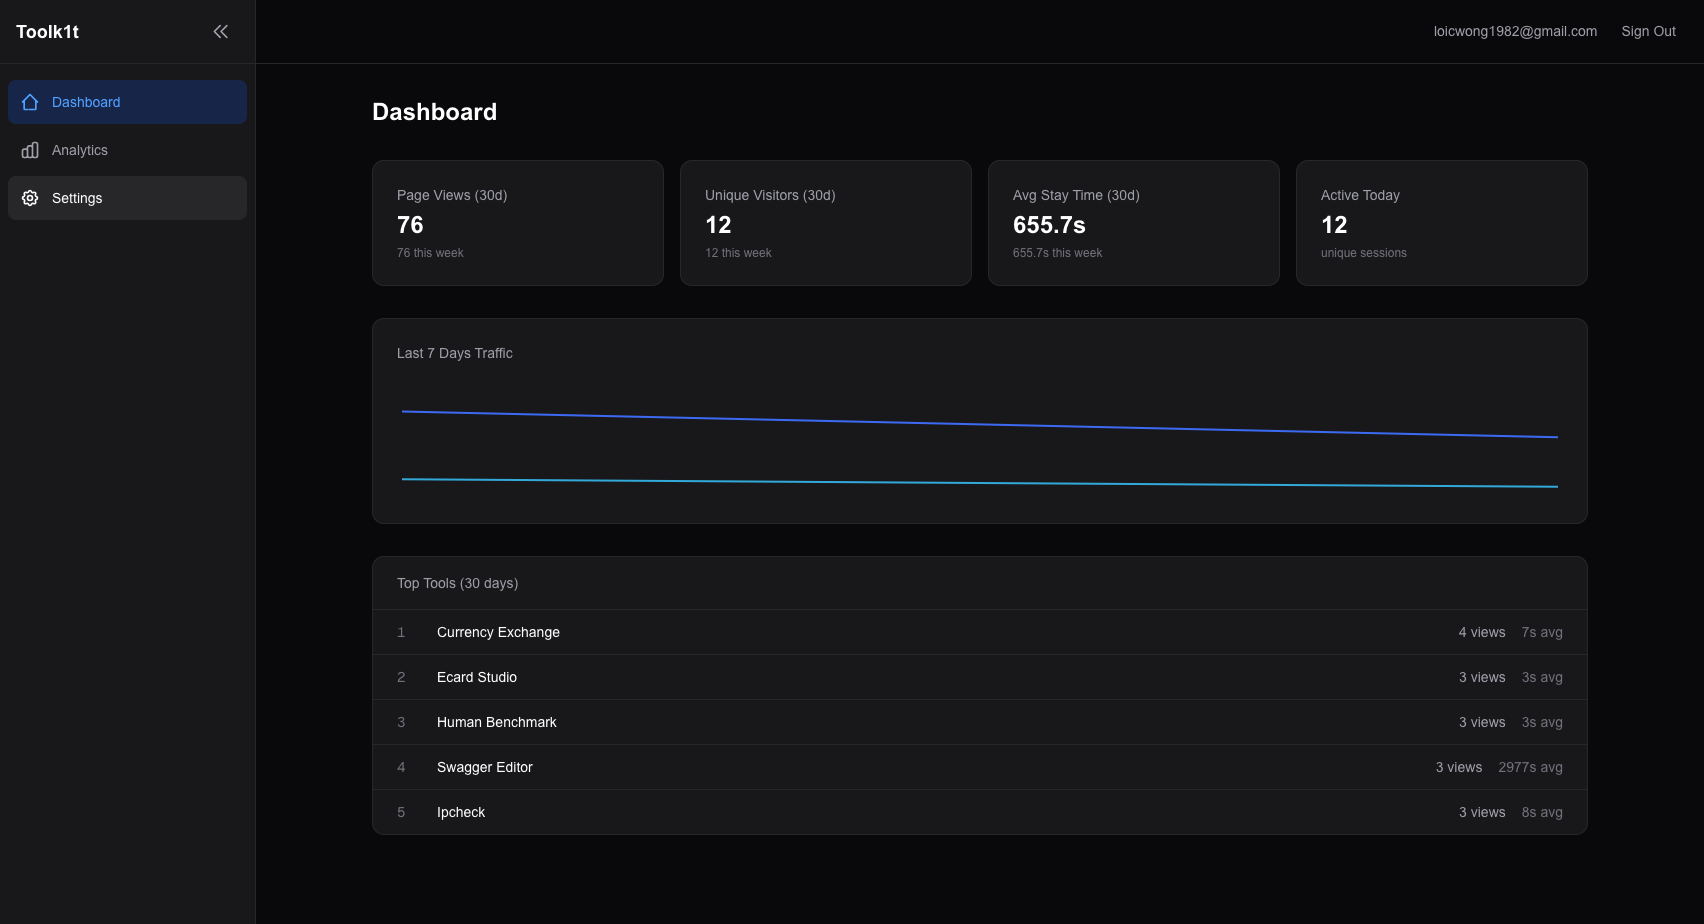 Toolk1t
loicwong1982@gmail.com Sign Out
Dashboard
Analytics
Settings
Dashboard
Page Views (30d)
76
76 this week
Unique Visitors (30d)
12
12 this week
Avg Stay Time (30d)
655.7s
655.7s this week
Active Today
12
unique sessions
Last 7 Days Traffic
Top Tools (30 days)
1 Currency Exchange 4 views 7s avg
2 Ecard Studio 3 views 3s avg
3 Human Benchmark 3 views 3s avg
4 Swagger Editor 3 views 2977s avg
5 Ipcheck 3 views 8s avg